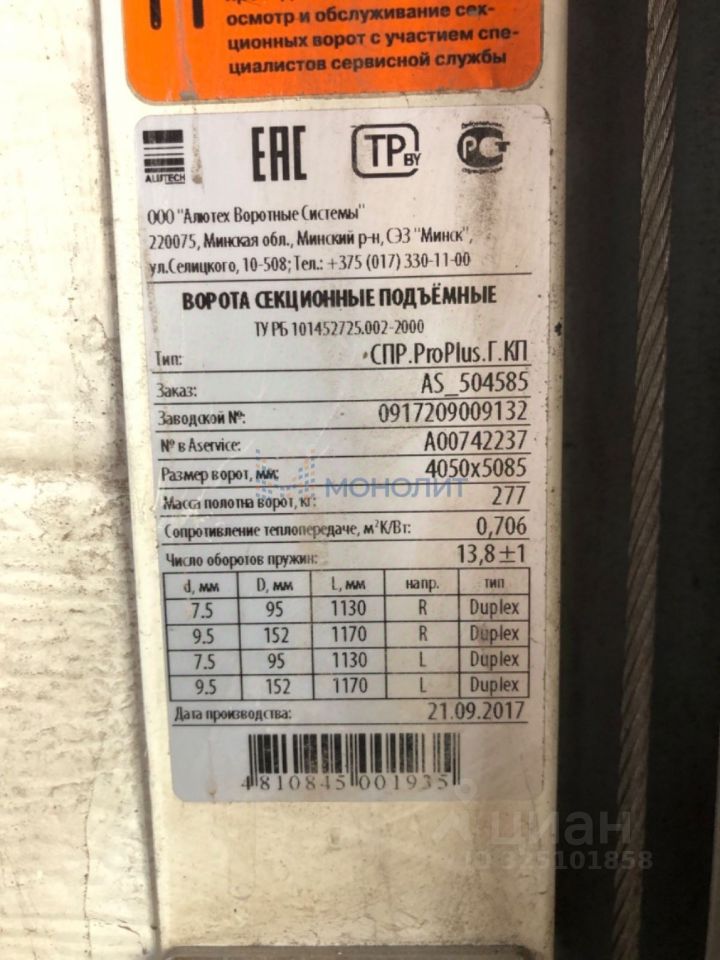 осмотр и обслуживание сек-
ционных ворот с участием спе-
циалистов сервисной службы
ALUTECH
EAC
ТР BY
РСТ
ООО "Алютех Воротные Системы"
220075, Минская обл., Минский р-н, СЭЗ "Минск",
ул.Селицкого, 10-508; Тел.: +375 (017) 330-11-00
ВОРОТА СЕКЦИОННЫЕ ПОДЪЁМНЫЕ
ТУ РБ 101452725.002-2000
Тип: СПР.ProPlus.Г.КП
Заказ: AS_504585
Заводской №: 0917209009132
№ в Aservice: A00742237
Размер ворот, мм: 4050x5085
МОНОЛИТ
Масса полотна ворот, кг: 277
Сопротивление теплопередаче, м²К/Вт: 0,706
Число оборотов пружин: 13,8±1
d, мм D, мм L, мм напр. тип
7.5 95 1130 R Duplex
9.5 152 1170 R Duplex
7.5 95 1130 L Duplex
9.5 152 1170 L Duplex
Дата производства: 21.09.2017
4 810845 001935
циан
ID 325101858